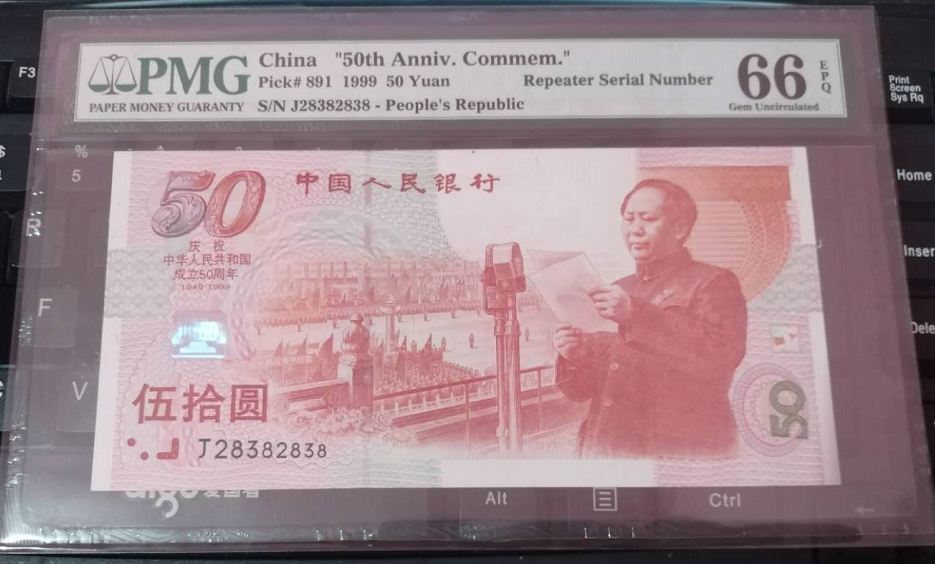 PMG
PAPER MONEY GUARANTY
China "50th Anniv. Commem."
Pick# 891 1999 50 Yuan
Repeater Serial Number
S/N J28382838 - People's Republic
66
EPQ
Gem Uncirculated
中国人民银行
50
庆祝
中华人民共和国
成立50周年
1949-1999
伍拾圆
J28382838
50
F3
Print
Screen
Sys Rq
%
5
Home
R
Inser
F
Dele
V
爱国者
Alt
Ctrl